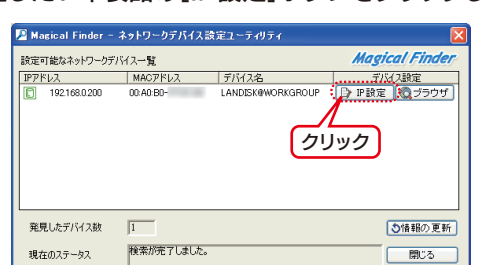 Magical Finder - ネットワークデバイス設定ユーティリティ
設定可能なネットワークデバイス一覧
Magical Finder
IPアドレス MACアドレス デバイス名 デバイス設定
192.168.0.200 00:A0:B0- LANDISK@WORKGROUP IP設定 ブラウザ
クリック
発見したデバイス数 1 情報の更新
現在のステータス 検索が完了しました。 閉じる